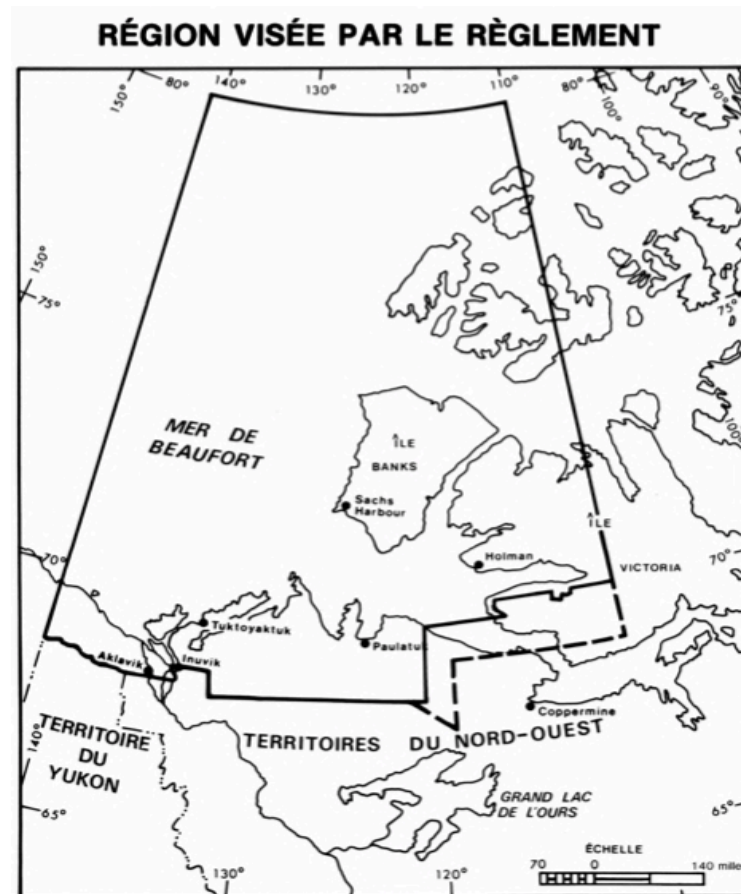 RÉGION VISÉE PAR LE RÈGLEMENT
150°
80°
140°
130°
120°
110°
80°
100°
90°
150°
75°
75°
100°
MER DE
BEAUFORT
ÎLE
BANKS
Sachs
Harbour
ÎLE
VICTORIA
Holman
70°
70°
Tuktoyaktuk
Paulatuk
Aklavik
Inuvik
Coppermine
TERRITOIRE
DU
YUKON
TERRITOIRES DU NORD-OUEST
140°
GRAND LAC
DE L'OURS
65°
65°
ÉCHELLE
70 0 140 milles
130°
120°